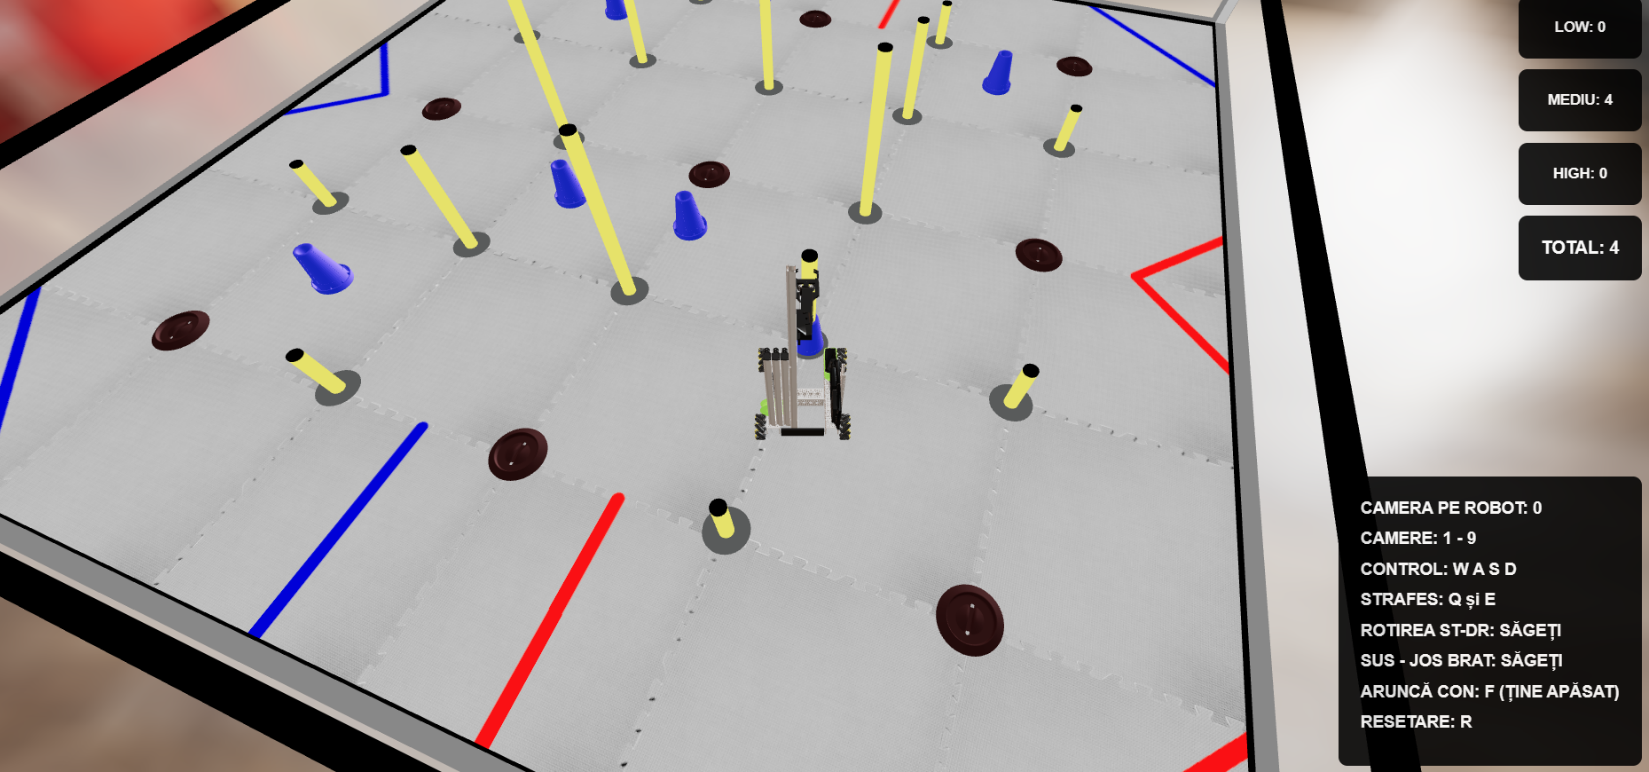 LOW: 0
MEDIU: 4
HIGH: 0
TOTAL: 4
CAMERA PE ROBOT: 0
CAMERE: 1 - 9
CONTROL: W A S D
STRAFES: Q și E
ROTIREA ST-DR: SĂGEȚI
SUS - JOS BRAT: SĂGEȚI
ARUNCĂ CON: F (ȚINE APĂSAT)
RESETARE: R